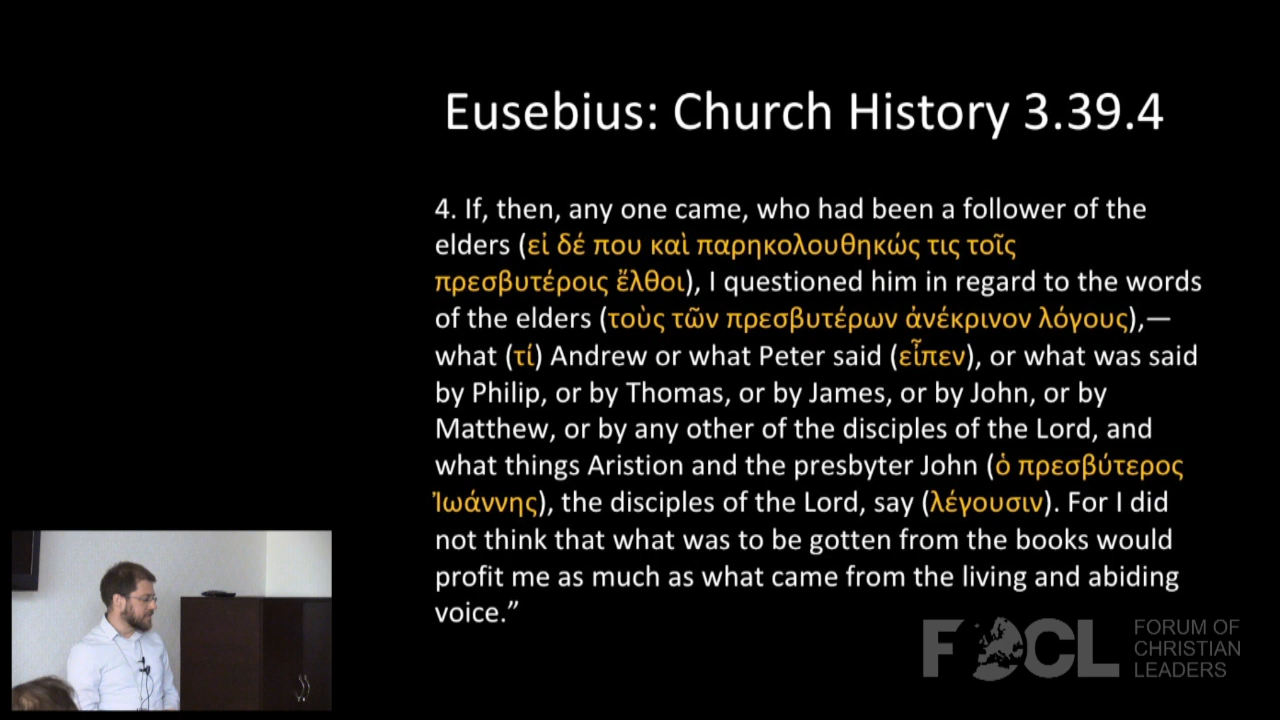 Eusebius: Church History 3.39.4
4. If, then, any one came, who had been a follower of the
elders (εἰ δέ που καὶ παρηκολουθηκώς τις τοῖς
πρεσβυτέροις ἔλθοι), I questioned him in regard to the words
of the elders (τοὺς τῶν πρεσβυτέρων ἀνέκρινον λόγους),—
what (τί) Andrew or what Peter said (εἶπεν), or what was said
by Philip, or by Thomas, or by James, or by John, or by
Matthew, or by any other of the disciples of the Lord, and
what things Aristion and the presbyter John (ὁ πρεσβύτερος
Ἰωάννης), the disciples of the Lord, say (λέγουσιν). For I did
not think that what was to be gotten from the books would
profit me as much as what came from the living and abiding
voice.”
FOCL
FORUM OF
CHRISTIAN
LEADERS